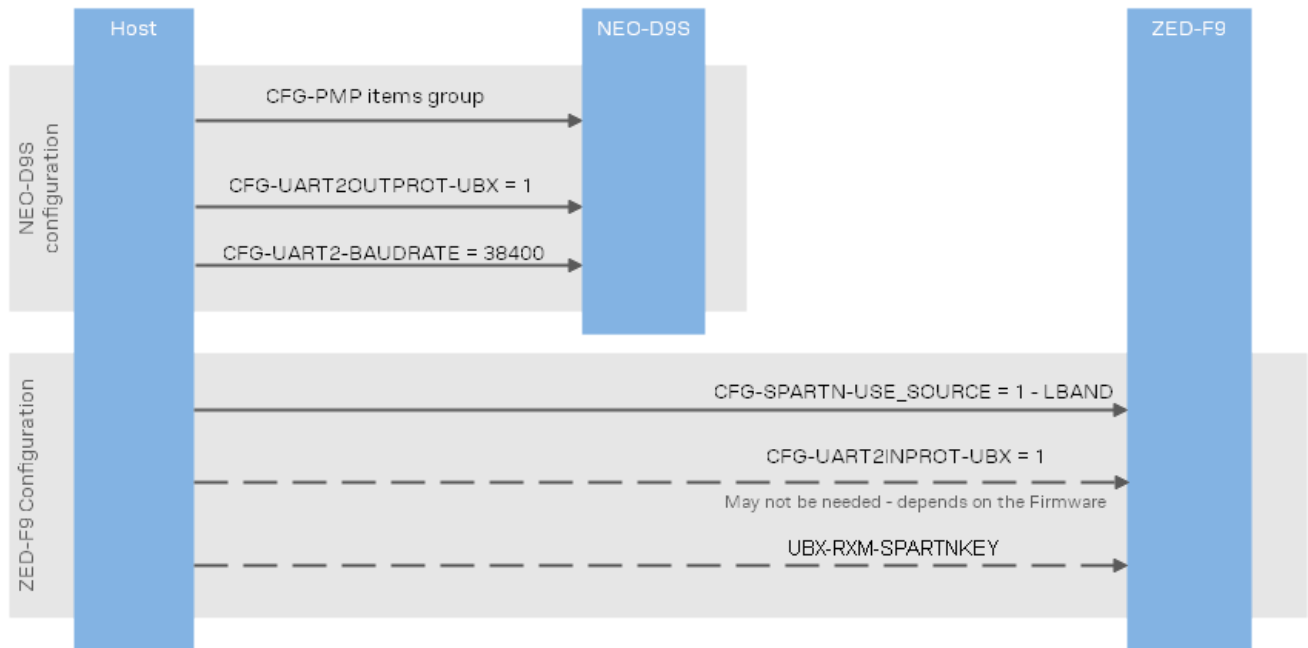 Host
NEO-D9S
ZED-F9
NEO-D9S
configuration
CFG-PMP items group
CFG-UART2OUTPROT-UBX = 1
CFG-UART2-BAUDRATE = 38400
ZED-F9 Configuration
CFG-SPARTN-USE_SOURCE = 1 - LBAND
CFG-UART2INPROT-UBX = 1
May not be needed - depends on the Firmware
UBX-RXM-SPARTNKEY